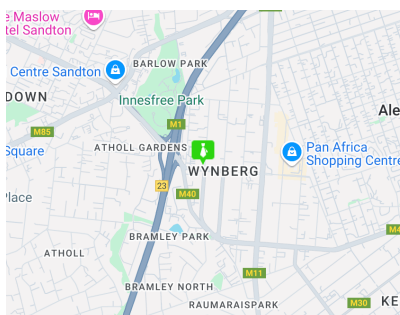 e Maslow
tel Sandton
BARLOW PARK
Centre Sandton
DOWN
Innesfree Park
Ale
M1
M85
Square
ATHOLL GARDENS
Pan Africa
Shopping Centre
WYNBERG
23
M40
Place
BRAMLEY PARK
M4
ATHOLL
M11
BRAMLEY NORTH
RAUMARAISPARK
M30
KE